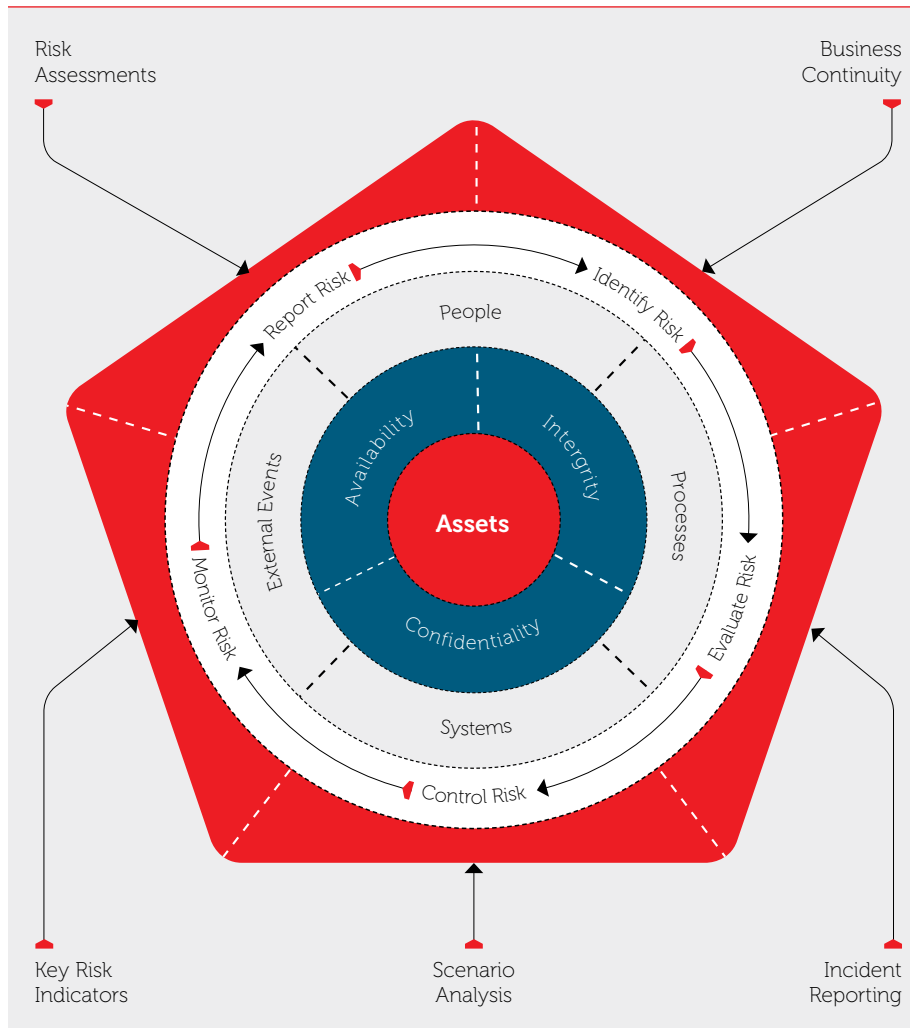 Risk
Assessments
Business
Continuity
Report Risk
Identify Risk
People
Availability
Intergrity
External Events
Assets
Processes
Monitor Risk
Evaluate Risk
Confidentiality
Systems
Control Risk
Key Risk
Indicators
Scenario
Analysis
Incident
Reporting